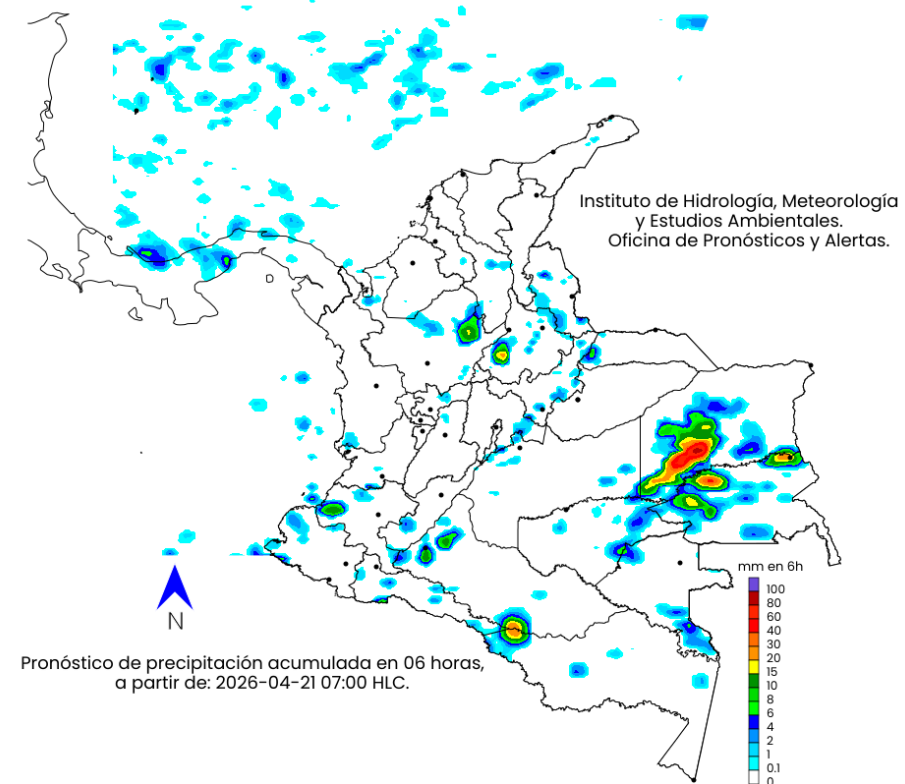 Instituto de Hidrología, Meteorología
y Estudios Ambientales.
Oficina de Pronósticos y Alertas.
mm en 6h
100
80
60
40
30
20
15
10
8
6
4
2
1
0.1
0
N
Pronóstico de precipitación acumulada en 06 horas,
a partir de: 2026-04-21 07:00 HLC.